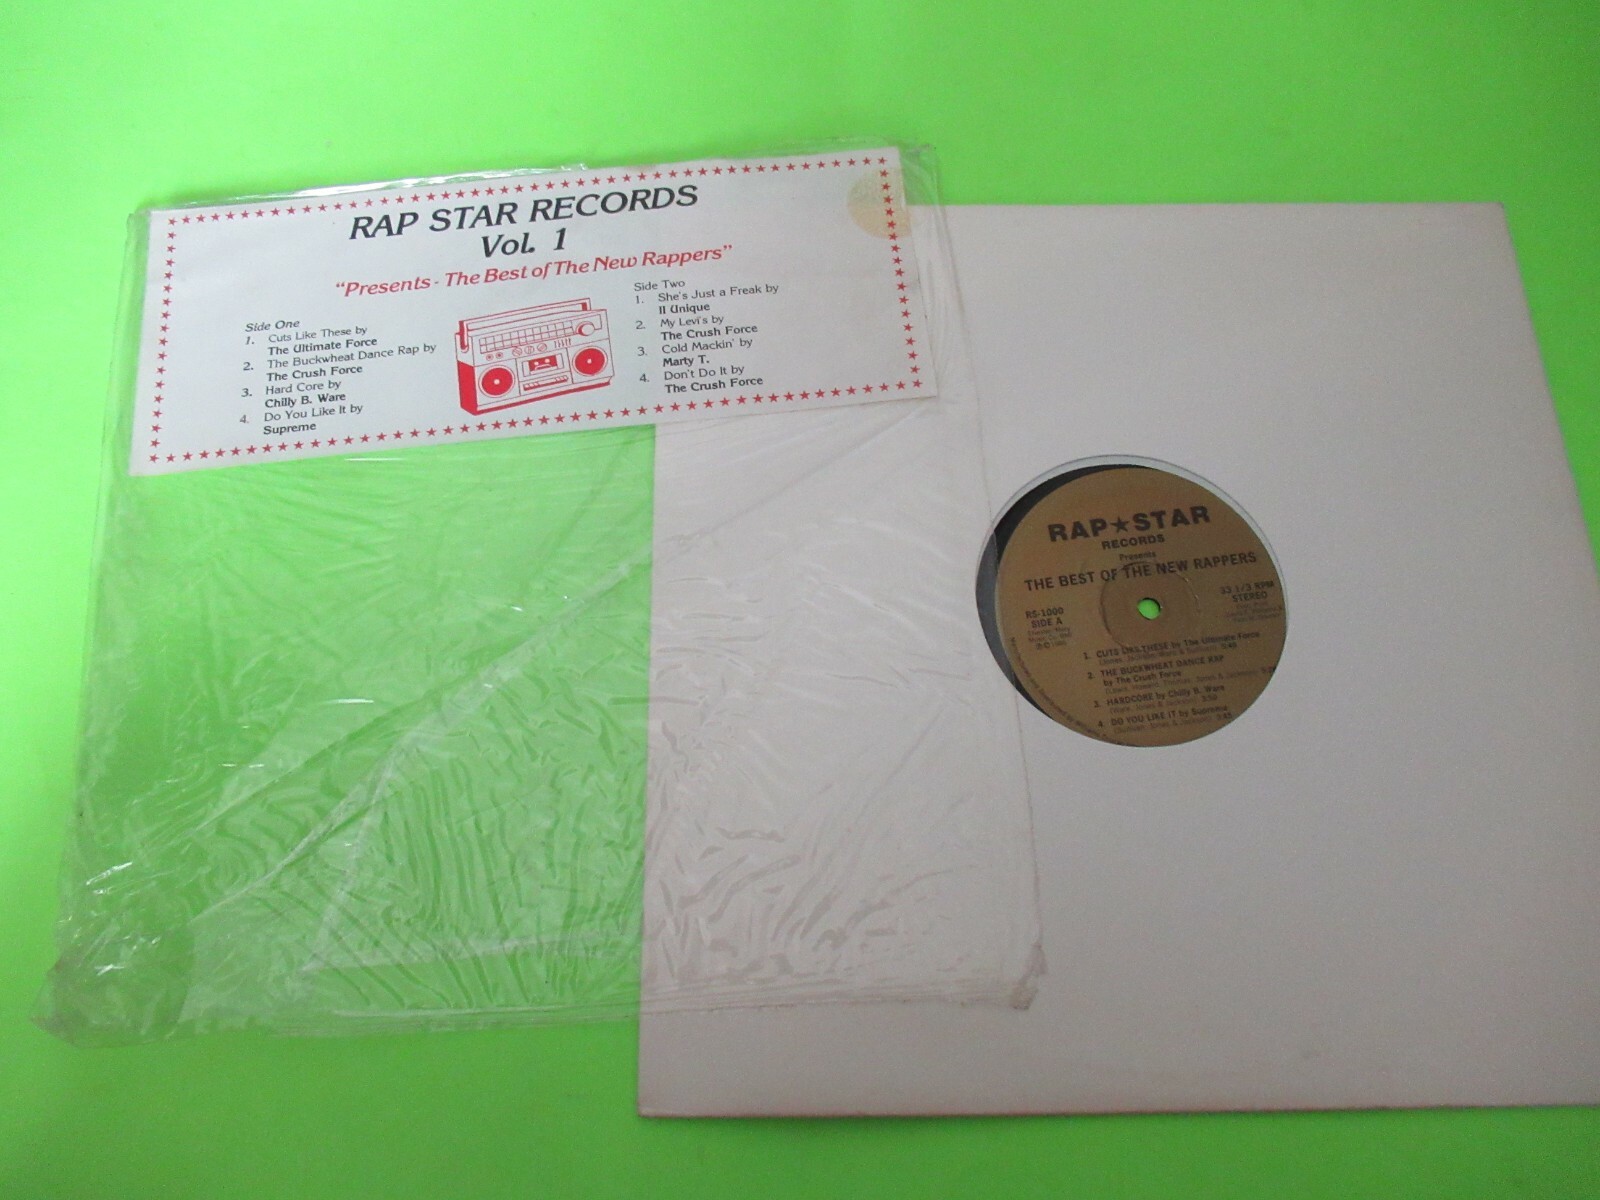 RAP STAR RECORDS
Vol. 1
"Presents - The Best of The New Rappers"
Side One
1. Cuts Like These by
The Ultimate Force
2. The Buckwheat Dance Rap by
The Crush Force
3. Hard Core by
Chilly B. Ware
4. Do You Like It by
Supreme
Side Two
1. She's Just a Freak by
II Unique
2. My Levi's by
The Crush Force
3. Cold Mackin' by
Marty T.
4. Don't Do It by
The Crush Force
RAP★STAR
RECORDS
Presents
THE BEST OF THE NEW RAPPERS
RS-1000
SIDE A
33 1/3 RPM
STEREO
1. CUTS LIKE THESE by The Ultimate Force
2. THE BUCKWHEAT DANCE RAP
by The Crush Force
3. HARDCORE by Chilly B. Ware
4. DO YOU LIKE IT by Supreme